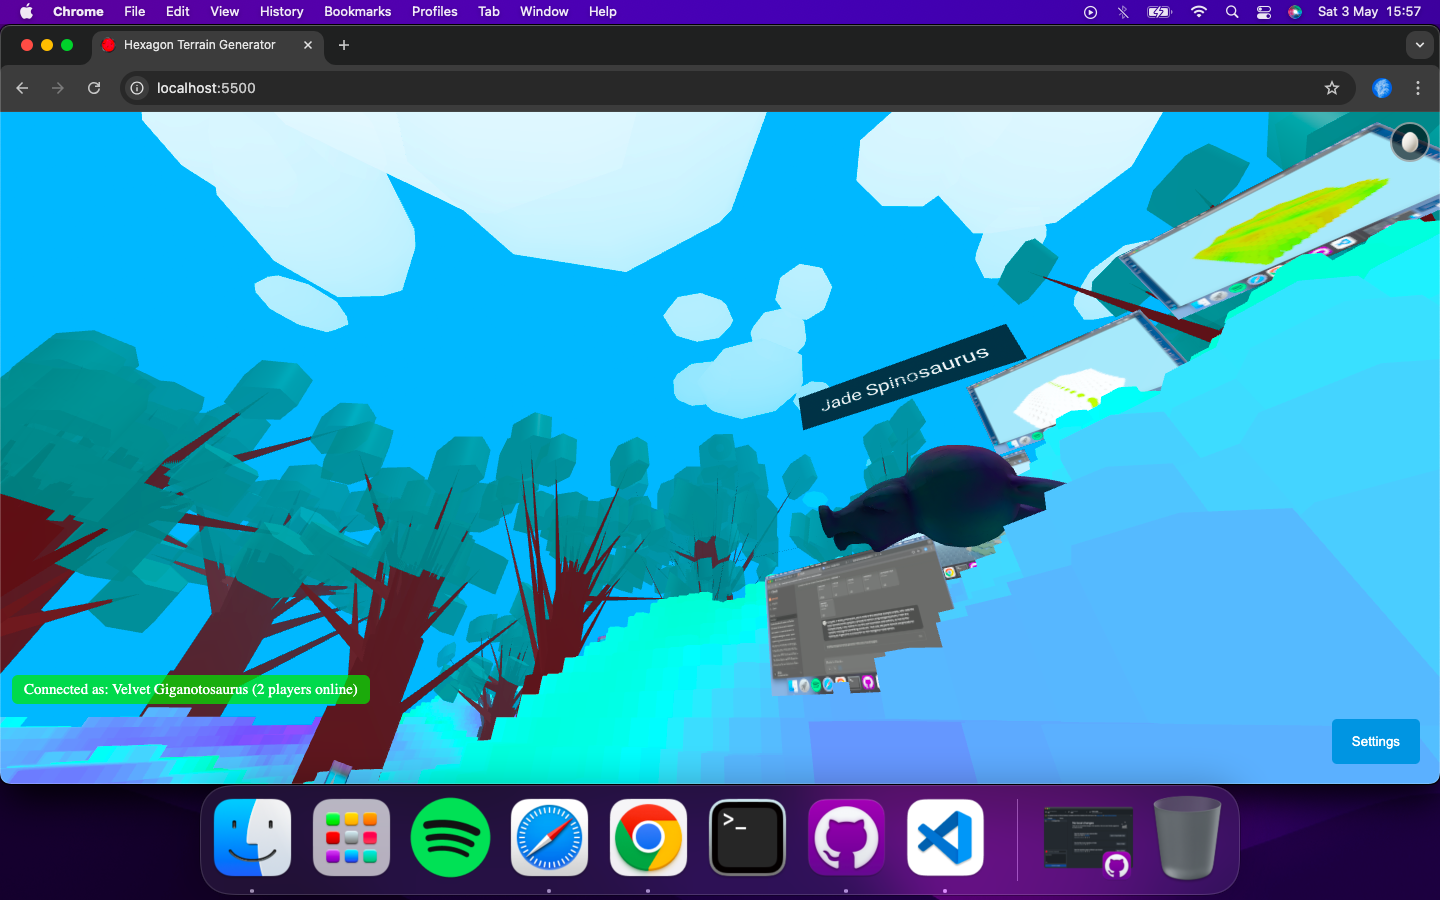 Chrome File Edit View History Bookmarks Profiles Tab Window Help Sat 3 May 15:57
Hexagon Terrain Generator
localhost:5500
Jade Spinosaurus
Connected as: Velvet Giganotosaurus (2 players online)
Settings
>_